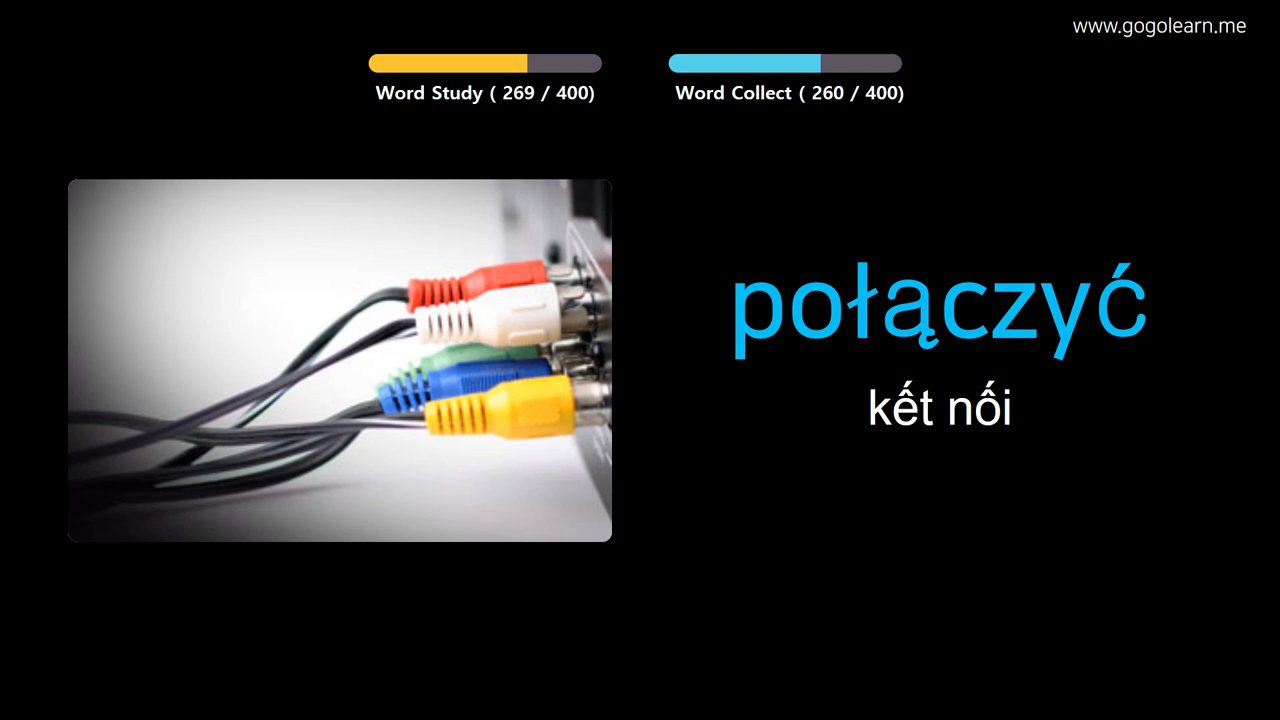 www.gogolearn.me
Word Study ( 269 / 400)
Word Collect ( 260 / 400)
połączyć
kết nối